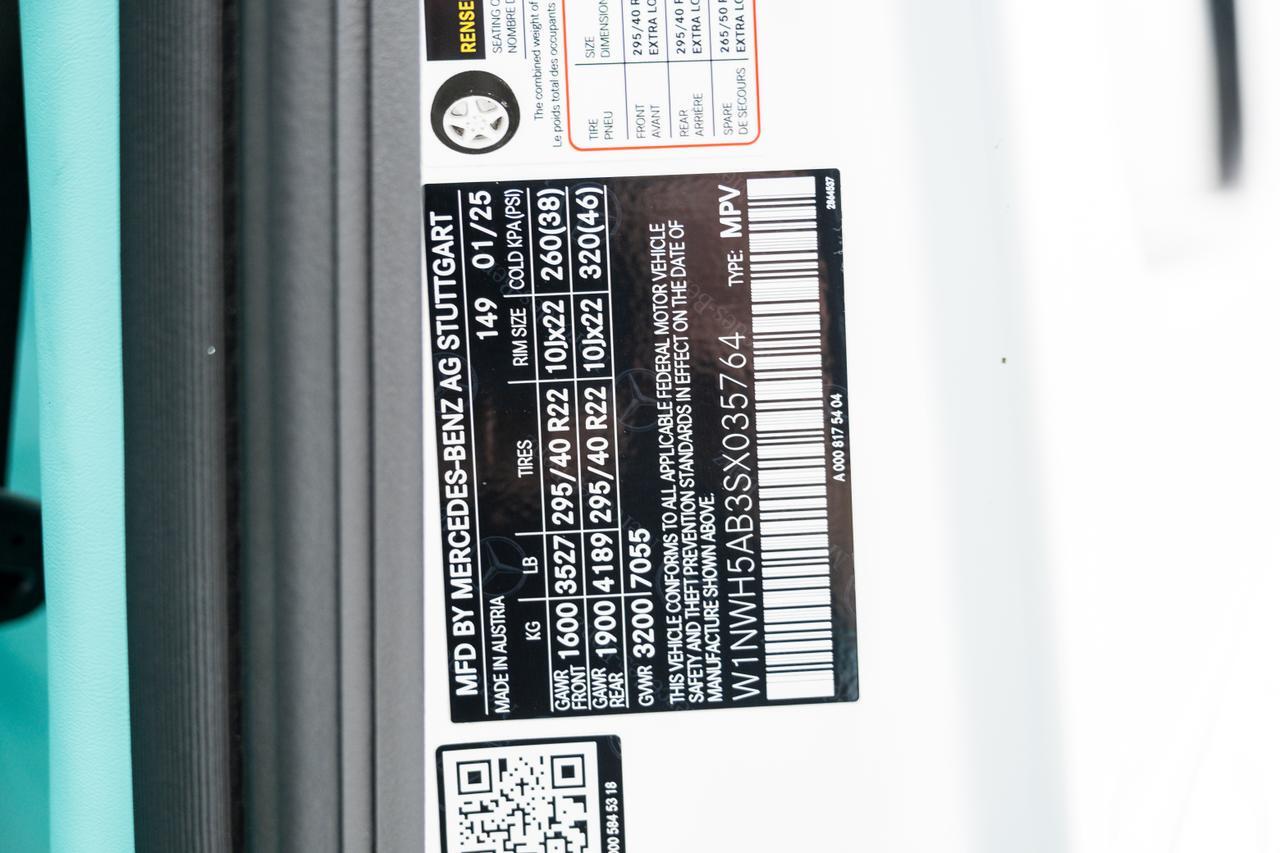 RENSE
SEATING
NOMBRE
The combined weight of
Le poids total des occupants
TIRE SIZE
PNEU DIMENSION
FRONT 295/40 R
AVANT EXTRA LO
REAR 295/40 R
ARRIÈRE EXTRA LO
SPARE 265/50 R
DE SECOURS EXTRA LO
MFD BY MERCEDES-BENZ AG STUTTGART
MADE IN AUSTRIA 149 01/25
KG LB TIRES RIM SIZE COLD KPA(PSI)
GAWR FRONT 1600 3527 295/40 R22 10Jx22 260(38)
GAWR REAR 1900 4189 295/40 R22 10Jx22 320(46)
GVWR 3200 7055
THIS VEHICLE CONFORMS TO ALL APPLICABLE FEDERAL MOTOR VEHICLE
SAFETY AND THEFT PREVENTION STANDARDS IN EFFECT ON THE DATE OF
MANUFACTURE SHOWN ABOVE.
W1NWH5AB3SX035764 TYPE: MPV
A 000 817 54 04
2864537
000 584 53 18